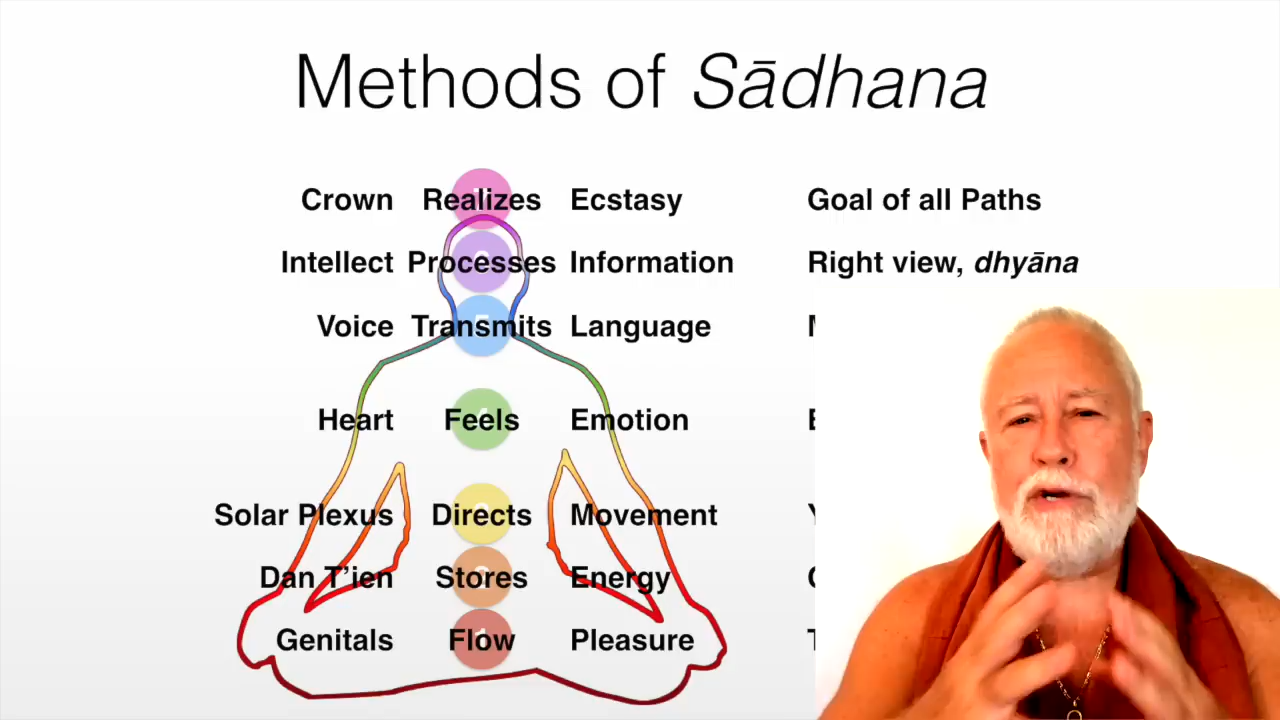 Methods of Sādhana
Crown Realizes Ecstasy Goal of all Paths
Intellect Processes Information Right view, dhyāna
Voice Transmits Language
Heart Feels Emotion
Solar Plexus Directs Movement
Dan T’ien Stores Energy
Genitals Flow Pleasure